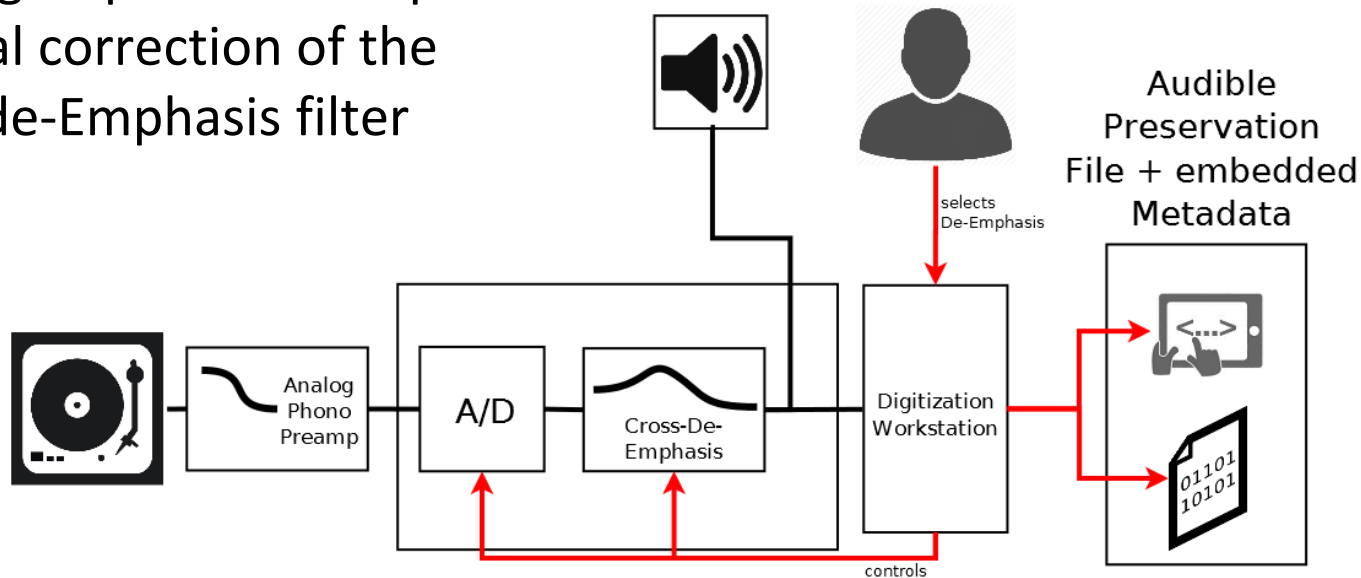 al correction of the
de-Emphasis filter
Audible
Preservation
File + embedded
Metadata
selects
De-Emphasis
Analog
Phono
Preamp
A/D
Cross-De-
Emphasis
Digitization
Workstation
<...>
01101
10101
controls